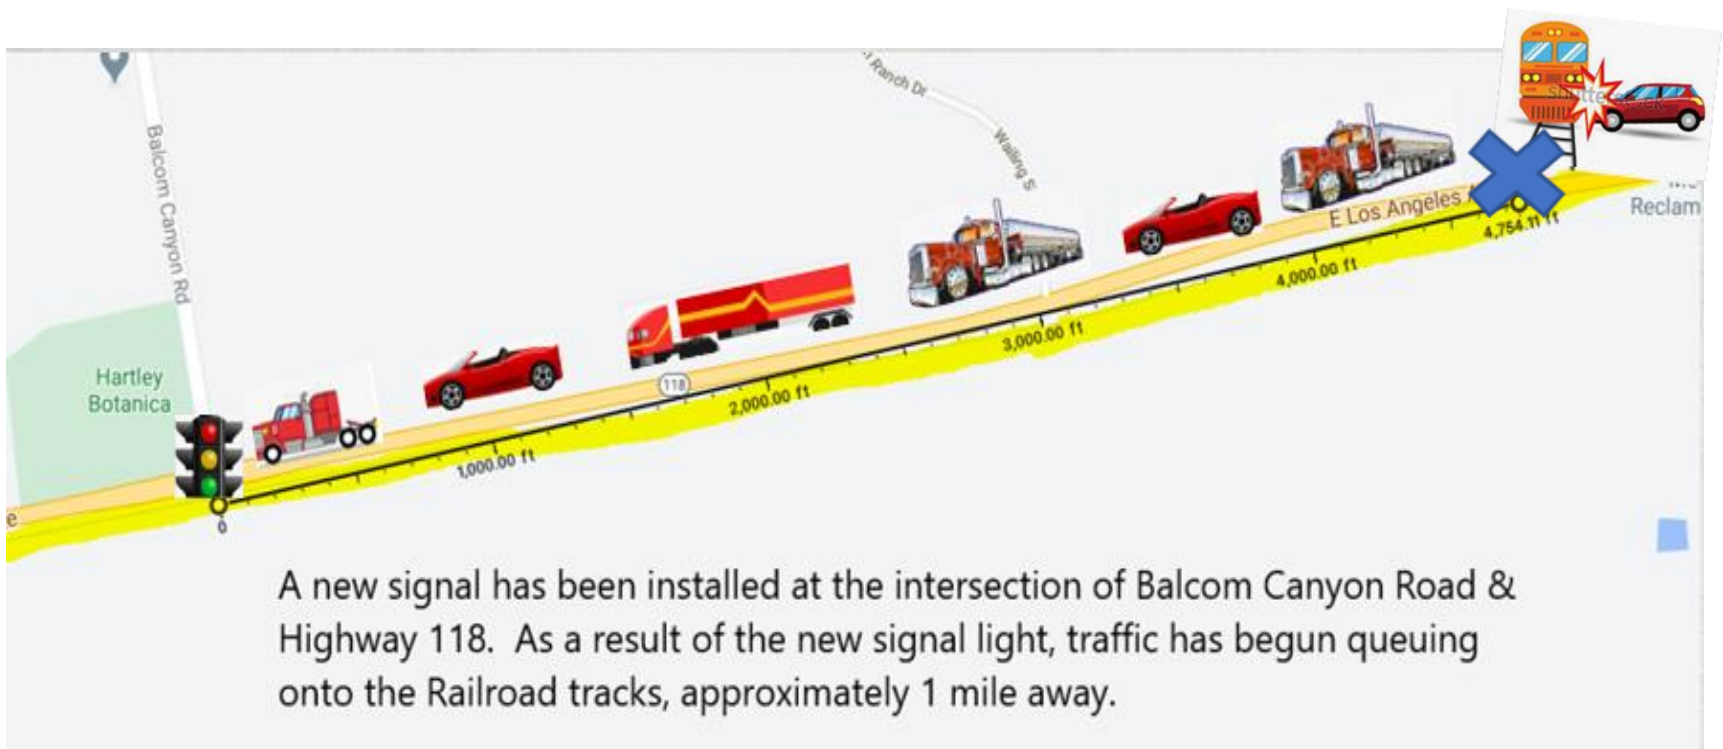 l Ranch Dr
Walling S
Balcom Canyon Rd
E Los Angeles
Reclam
4,754.11 ft
4,000.00 ft
3,000.00 ft
118
2,000.00 ft
1,000.00 ft
Hartley
Botanica
e
0
A new signal has been installed at the intersection of Balcom Canyon Road &
Highway 118.  As a result of the new signal light, traffic has begun queuing
onto the Railroad tracks, approximately 1 mile away.